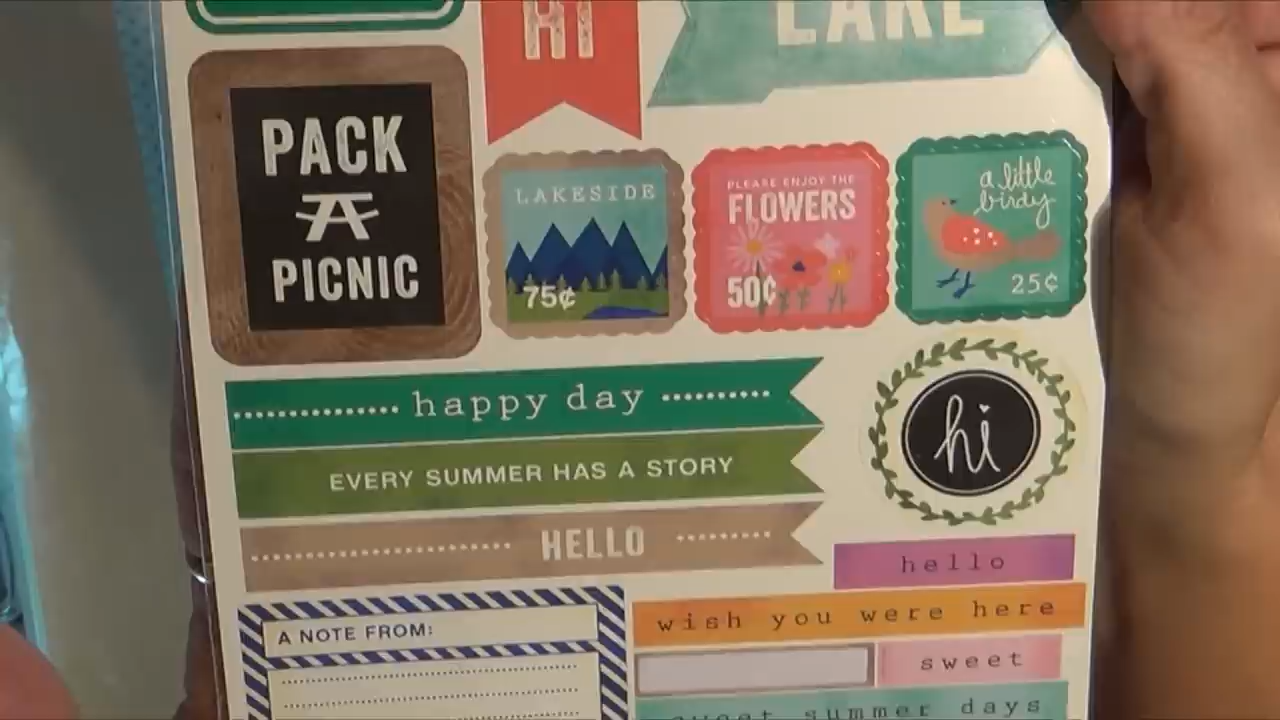 HI
LAKE
PACK
A
PICNIC
LAKESIDE
75¢
PLEASE ENJOY THE
FLOWERS
50¢
a little
birdy
25¢
happy day
EVERY SUMMER HAS A STORY
HELLO
hi
hello
wish you were here
sweet
sweet summer days
A NOTE FROM: